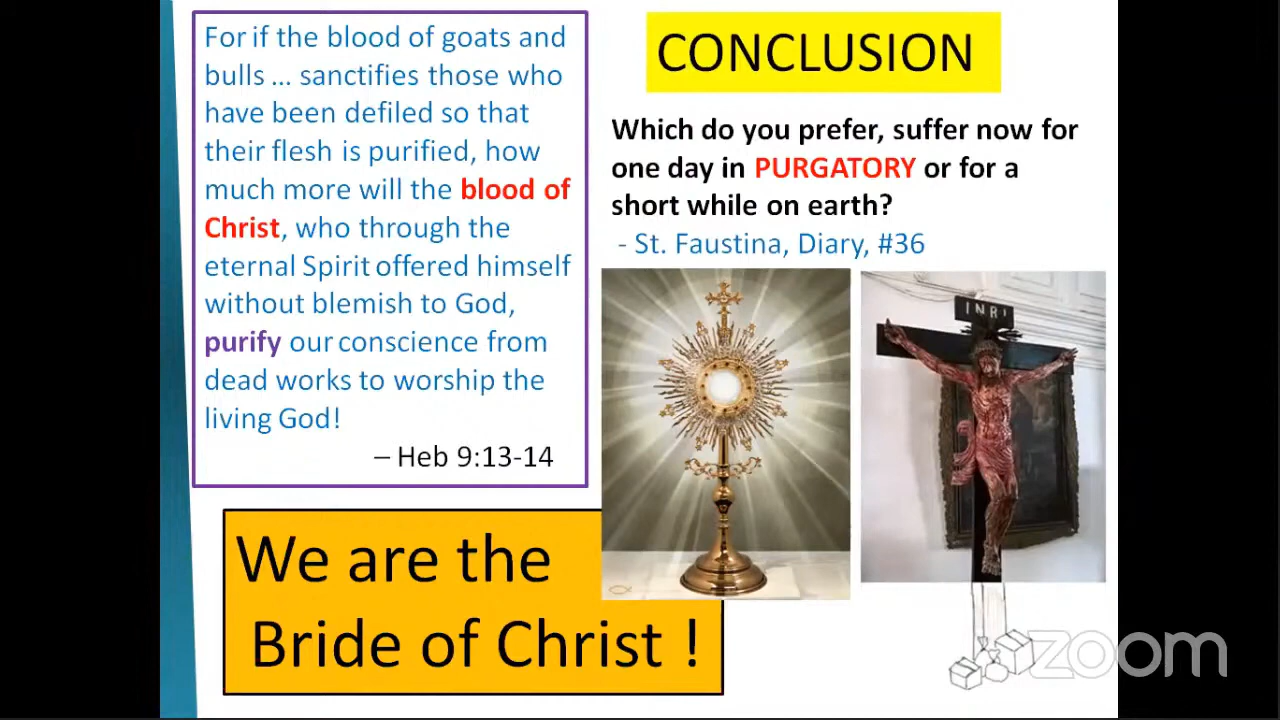 For if the blood of goats and
bulls ... sanctifies those who
have been defiled so that
their flesh is purified, how
much more will the blood of
Christ, who through the
eternal Spirit offered himself
without blemish to God,
purify our conscience from
dead works to worship the
living God!
– Heb 9:13-14
CONCLUSION
Which do you prefer, suffer now for
one day in PURGATORY or for a
short while on earth?
- St. Faustina, Diary, #36
INRI
We are the
Bride of Christ !
zoom